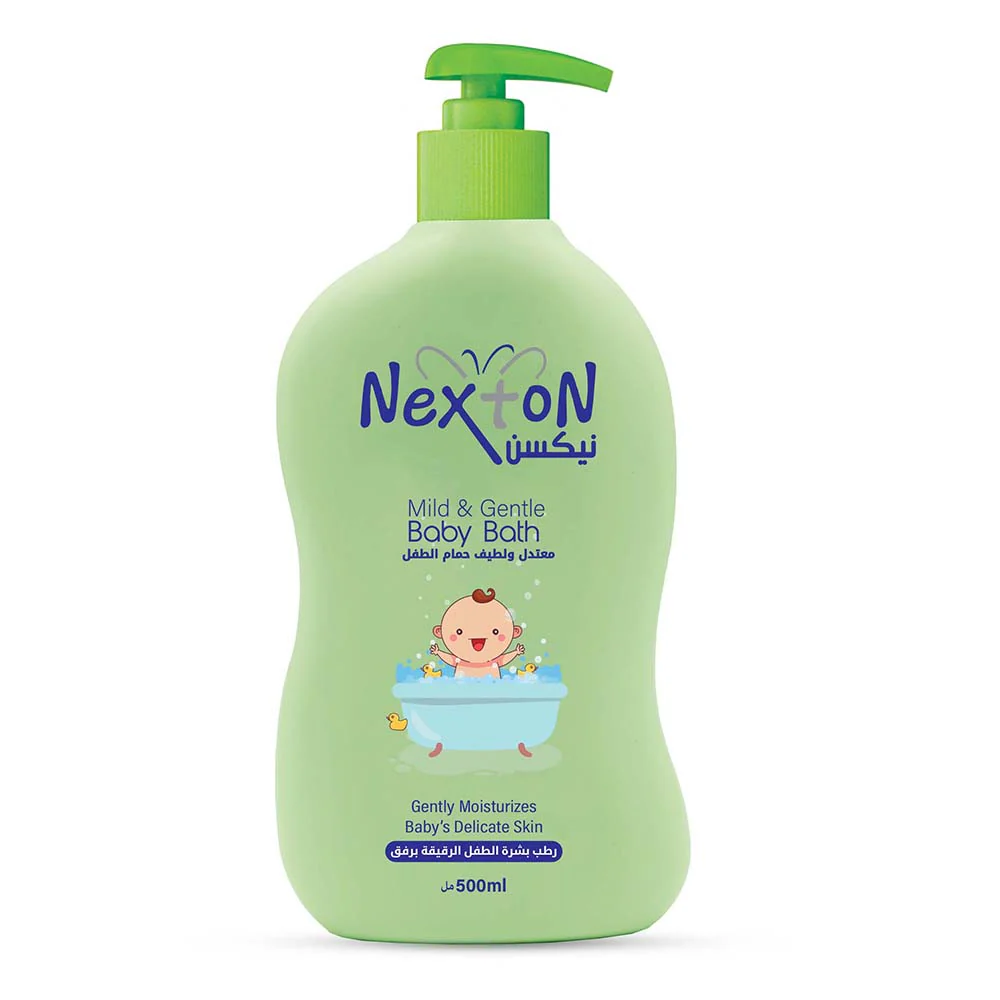 NextoN
نيكسن
Mild & Gentle
Baby Bath
معتدل ولطيف حمام الطفل
Gently Moisturizes
Baby's Delicate Skin
رطب بشرة الطفل الرقيقة برفق
500ml مل